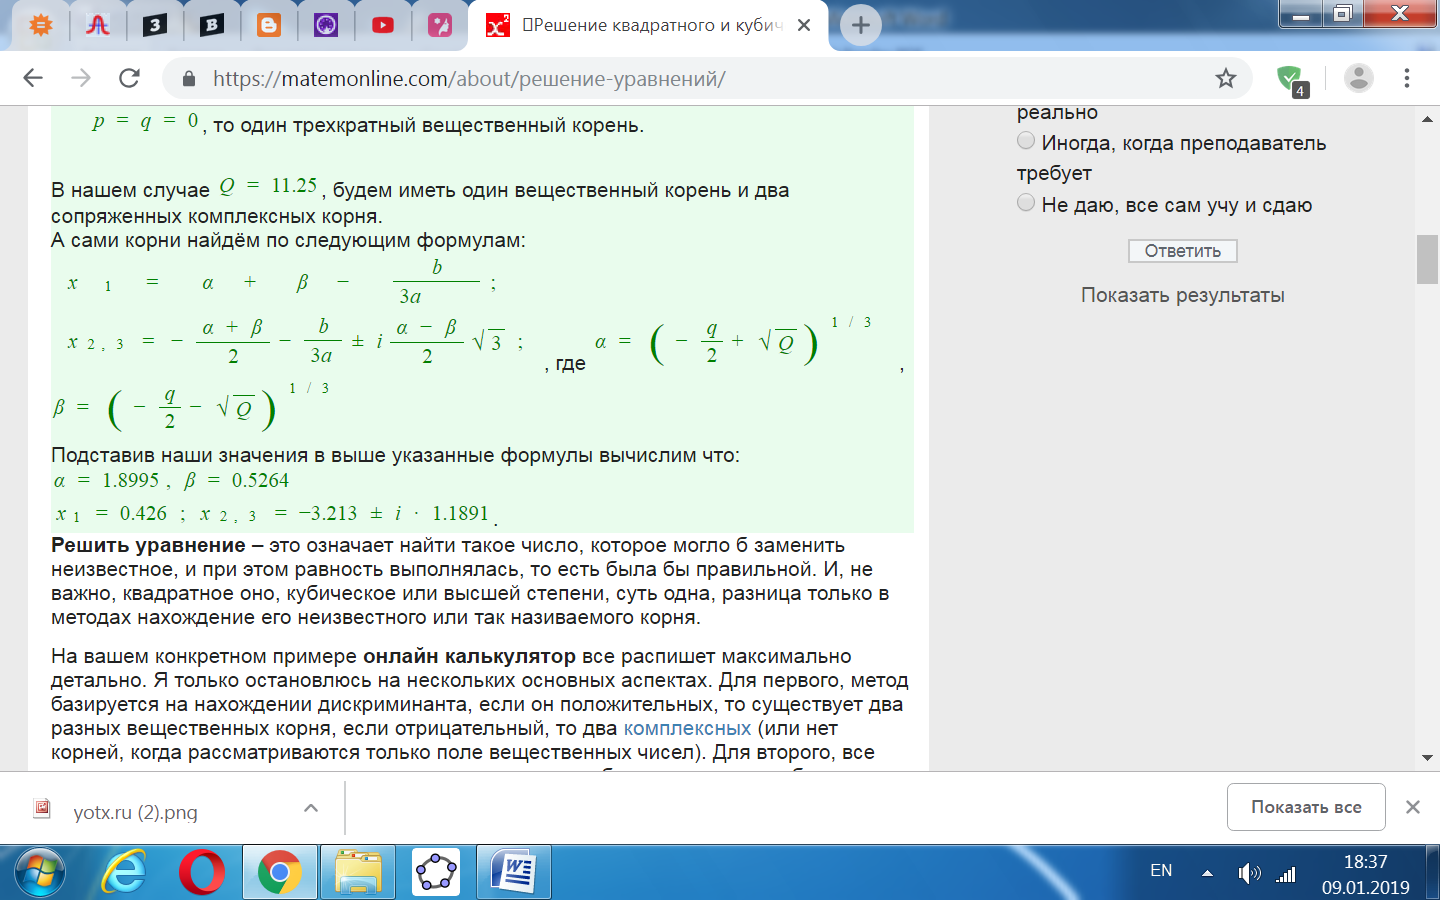 Решение квадратного и кубич
https://matemonline.com/about/решение-уравнений/
4
p = q = 0 , то один трехкратный вещественный корень.
В нашем случае Q = 11.25 , будем иметь один вещественный корень и два
сопряженных комплексных корня.
А сами корни найдём по следующим формулам:
x 1 = α + β − b / 3a ;
x 2 , 3 = − α + β / 2 − b / 3a ± i α − β / 2 √ 3 ; , где α = ( − q / 2 + √ Q ) 1 / 3 ,
β = ( − q / 2 − √ Q ) 1 / 3
Подставив наши значения в выше указанные формулы вычислим что:
α = 1.8995 , β = 0.5264
x 1 = 0.426 ; x 2 , 3 = −3.213 ± i · 1.1891 .
Решить уравнение – это означает найти такое число, которое могло б заменить
неизвестное, и при этом равность выполнялась, то есть была бы правильной. И, не
важно, квадратное оно, кубическое или высшей степени, суть одна, разница только в
методах нахождение его неизвестного или так називаемого корня.
На вашем конкретном примере онлайн калькулятор все распишет максимально
детально. Я только остановлюсь на нескольких основных аспектах. Для первого, метод
базируется на нахождении дискриминанта, если он положительных, то существует два
разных вещественных корня, если отрицательный, то два комплексных (или нет
корней, когда рассматриваются только поле вещественных чисел). Для второго, все
реально
Иногда, когда преподаватель
требует
Не даю, все сам учу и сдаю
Ответить
Показать результаты
yotx.ru (2).png
Показать все
EN
18:37
09.01.2019